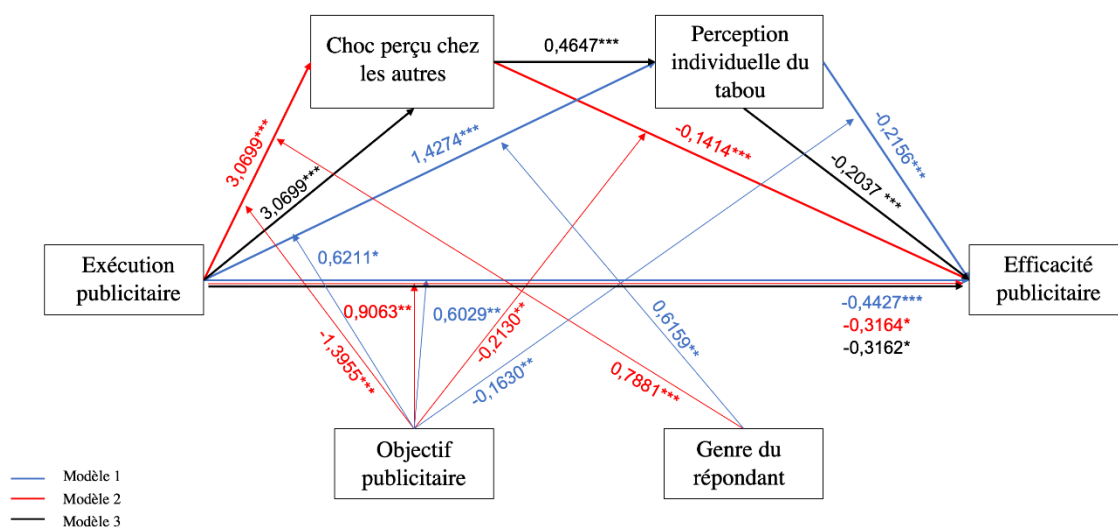 Choc perçu chez
les autres
0,4647***
Perception
individuelle du
tabou
3,0699***
3,0699***
1,4274***
-0,1414***
-0,2156***
-0,2037 ***
Exécution
publicitaire
Efficacité
publicitaire
0,6211*
0,9063**
0,6029**
-0,4427***
-0,3164*
-0,3162*
-1,3955***
-0,2130**
-0,1630**
0,6159**
0,7881***
Objectif
publicitaire
Genre du
répondant
Modèle 1
Modèle 2
Modèle 3